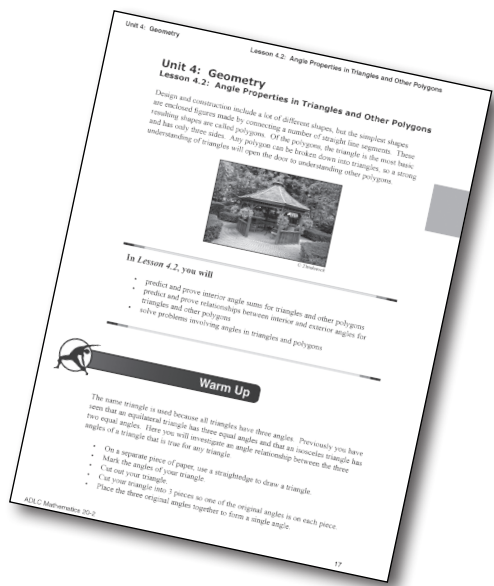 Unit 4: Geometry
Lesson 4.2: Angle Properties in Triangles and Other Polygons
Unit 4: Geometry
Lesson 4.2: Angle Properties in Triangles and Other Polygons
Design and construction include a lot of different shapes, but the simplest shapes
are enclosed figures made by connecting a number of straight line segments. These
resulting shapes are called polygons. Of the polygons, the triangle is the most basic
and has only three sides. Any polygon can be broken down into triangles, so a strong
understanding of triangles will open the door to understanding other polygons.
In Lesson 4.2, you will
• predict and prove interior angle sums for triangles and other polygons
• predict and prove relationships between interior and exterior angles for
triangles and other polygons
• solve problems involving angles in triangles and polygons
Warm Up
The name triangle is used because all triangles have three angles. Previously you have
seen that an equilateral triangle has three equal angles and that an isosceles triangle has
two equal angles. Here you will investigate an angle relationship between the three
angles of a triangle that is true for any triangle.
• On a separate piece of paper, use a straightedge to draw a triangle.
• Mark the angles of your triangle.
• Cut out your triangle.
• Cut your triangle into 3 pieces so one of the original angles is on each piece.
• Place the three original angles together to form a single angle.
ADLC Mathematics 20-2
17